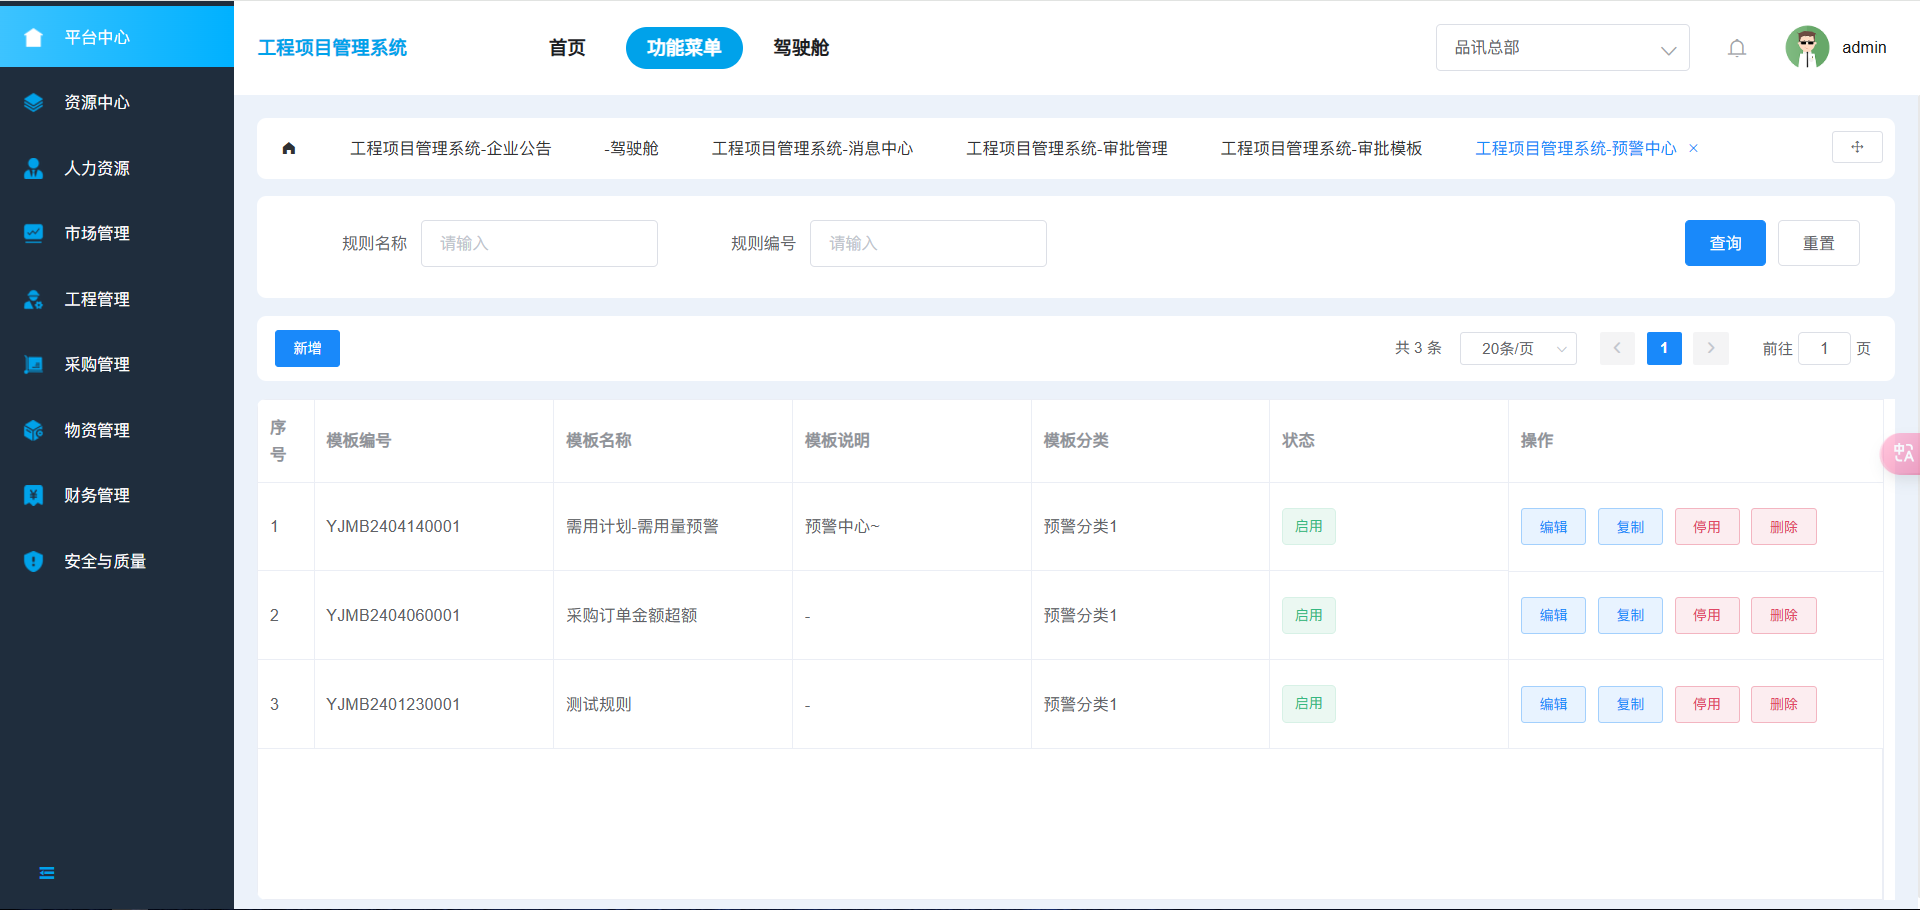 平台中心
资源中心
人力资源
市场管理
工程管理
采购管理
物资管理
财务管理
安全与质量
工程项目管理系统 首页 功能菜单 驾驶舱 品讯总部 admin
工程项目管理系统-企业公告 -驾驶舱 工程项目管理系统-消息中心 工程项目管理系统-审批管理 工程项目管理系统-审批模板 工程项目管理系统-预警中心 ×
规则名称 请输入 规则编号 请输入 查询 重置
新增 共 3 条 20条/页 1 前往 1 页
序号 模板编号 模板名称 模板说明 模板分类 状态 操作
1 YJMB2404140001 需用计划-需用量预警 预警中心~ 预警分类1 启用 编辑 复制 停用 删除
2 YJMB2404060001 采购订单金额超额 - 预警分类1 启用 编辑 复制 停用 删除
3 YJMB2401230001 测试规则 - 预警分类1 启用 编辑 复制 停用 删除
中A